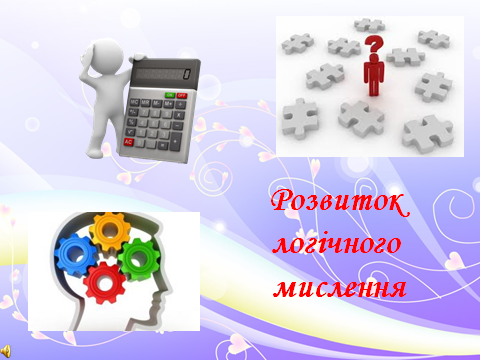 Розвиток
логічного
мислення